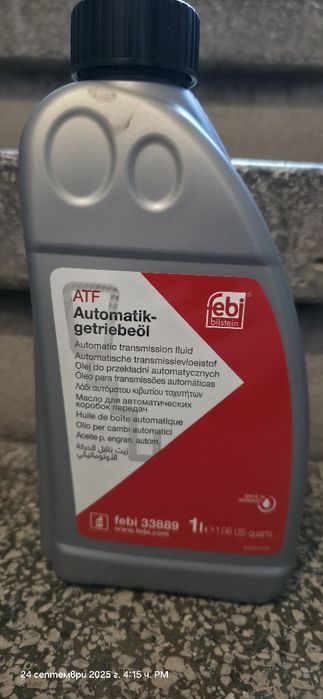 ATF
Automatik-
getriebeöl
febi
bilstein
Automatic transmission fluid
Automatische transmissievloeistof
Olej do przekładni automatycznych
Óleo para transmissões automáticas
Λάδι αυτόματου κιβωτίου ταχυτήτων
Масло для автоматических
коробок передач
Huile de boîte automatique
Olio per cambi automatici
Aceite p. engran. autom.
زيت ناقل الحركة
الأوتوماتيكي
MADE IN
GERMANY
febi 33889
www.febi.com
1l ℮ 1.06 US-quarts
24 септември 2025 г. 4:15 ч. PM